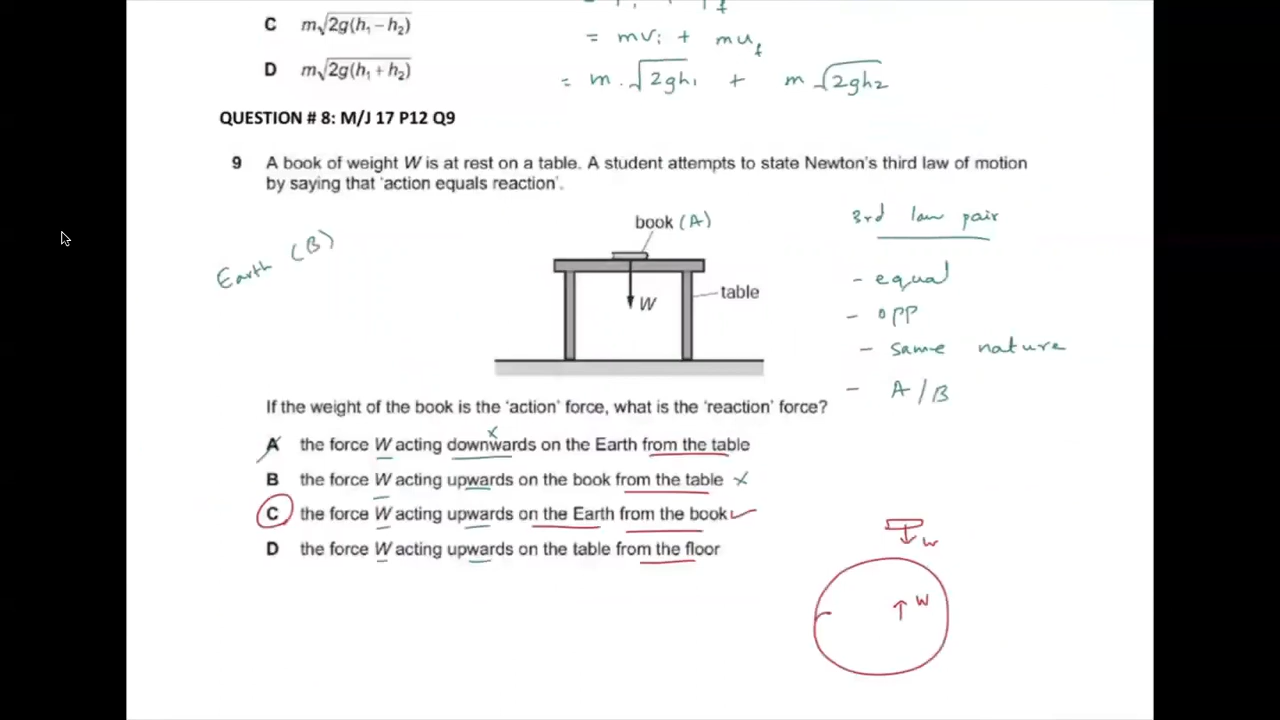 C m√2g(h₁ – h₂)
= mvᵢ + mu_f
D m√2g(h₁ + h₂)
= m . √2gh₁ + m √2gh₂
QUESTION # 8: M/J 17 P12 Q9
9 A book of weight W is at rest on a table. A student attempts to state Newton's third law of motion
by saying that 'action equals reaction'.
Earth (B)
book (A)
W
table
3rd law pair
- equal
- opp
- same nature
- A/B
If the weight of the book is the 'action' force, what is the 'reaction' force?
A the force W acting downwards on the Earth from the table
B the force W acting upwards on the book from the table
C the force W acting upwards on the Earth from the book
D the force W acting upwards on the table from the floor
W
W